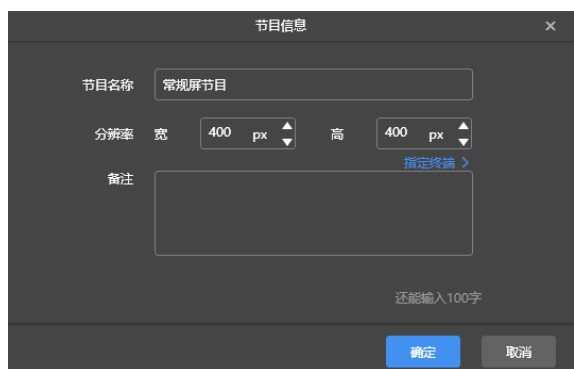 节目信息 ×
节目名称 常规屏节目
分辨率 宽 400 px 高 400 px
指定终端 >
备注
还能输入100字
确定 取消